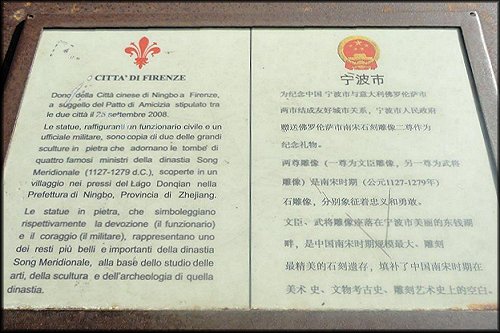 CITTA' DI FIRENZE
Dono della Città cinese di Ningbo a Firenze,
a suggello del Patto di Amicizia stipulato tra
le due città il 25 settembre 2008.
Le statue, raffiguranti un funzionario civile e un
ufficiale militare, sono copia di due delle grandi
sculture in pietra che adornano le tombe di
quattro famosi ministri della dinastia Song
Meridionale (1127-1279 d.C.), scoperte in un
villaggio nei pressi del Lago Donqian nella
Prefettura di Ningbo, Provincia di Zhejiang.
Le statue in pietra, che simboleggiano
rispettivamente la devozione (il funzionario)
e il coraggio (il militare), rappresentano uno
dei resti più belli e importanti della dinastia
Song Meridionale, alla base dello studio delle
arti, della scultura e dell'archeologia di quella
dinastia.
宁波市
为纪念中国宁波市与意大利佛罗伦萨市
两市结成友好城市关系，宁波市人民政府
赠送佛罗伦萨市南宋石刻雕像二尊作为
纪念礼物。
两尊雕像（一尊为文臣雕像，另一尊为武将
雕像）是南宋时期（公元1127-1279年）
石雕像，分别象征着忠义和勇敢。
文臣、武将雕像座落在宁波市美丽的东钱湖
畔，是中国南宋时期规模最大、雕刻
最精美的石刻遗存，填补了中国南宋时期在
美术史、文物考古史、雕刻艺术史上的空白。